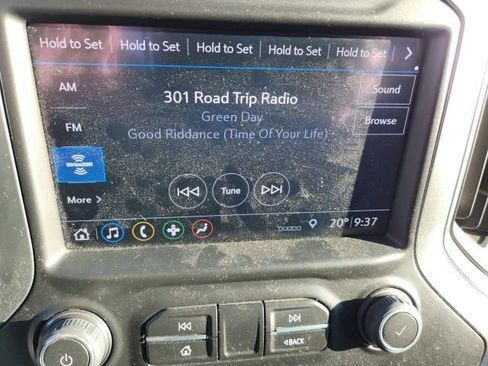 Hold to Set Hold to Set Hold to Set Hold to Set Hold to Set
AM
301 Road Trip Radio
Sound
Green Day
FM
Good Riddance (Time Of Your Life)
Browse
siriusxm
Tune
More >
20° 9:37
BACK